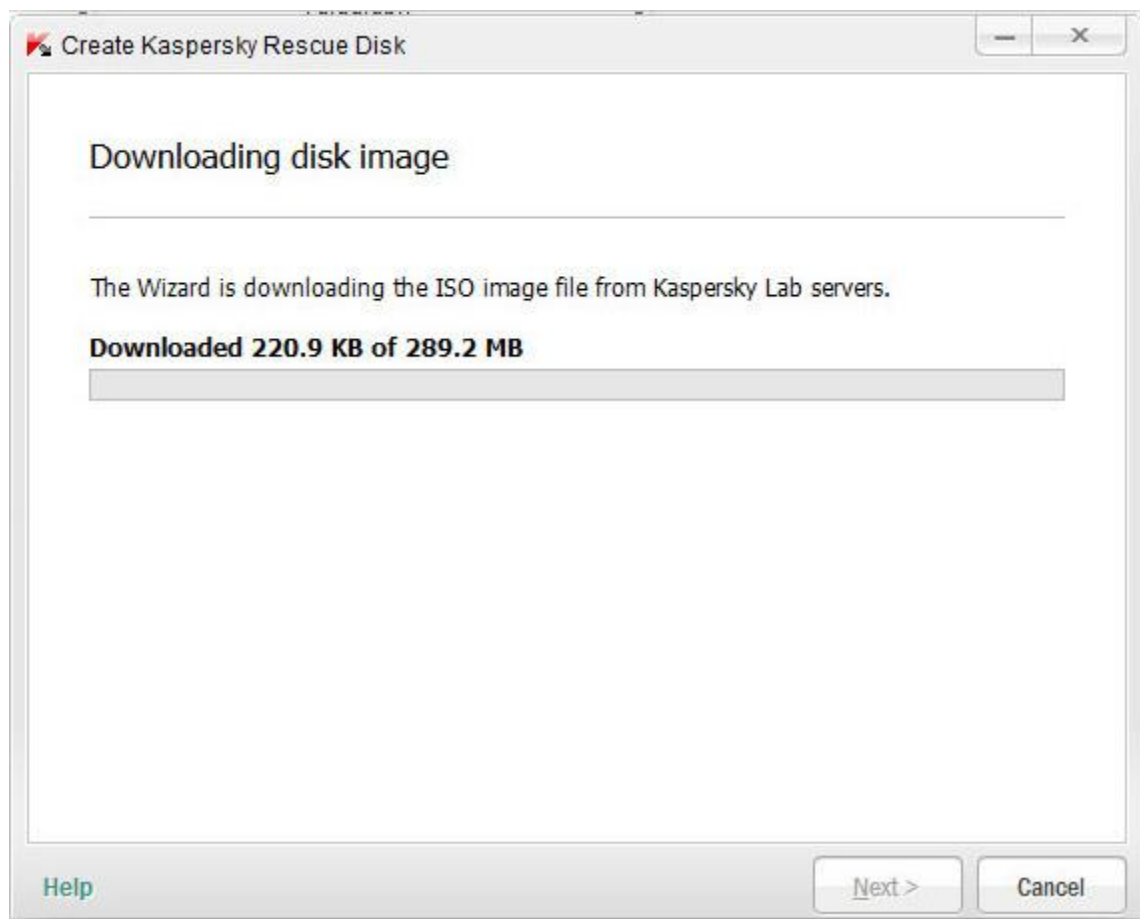 Create Kaspersky Rescue Disk
Downloading disk image
The Wizard is downloading the ISO image file from Kaspersky Lab servers.
Downloaded 220.9 KB of 289.2 MB
Help
Next >
Cancel